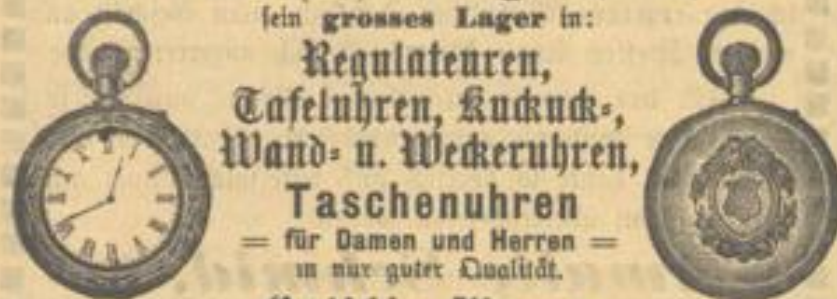 sein grosses Lager in:
Regulateuren,
Tafeluhren, Kuckuck-,
Wand- u. Weckeruhren,
Taschenuhren
= für Damen und Herren =
in nur guter Qualität.